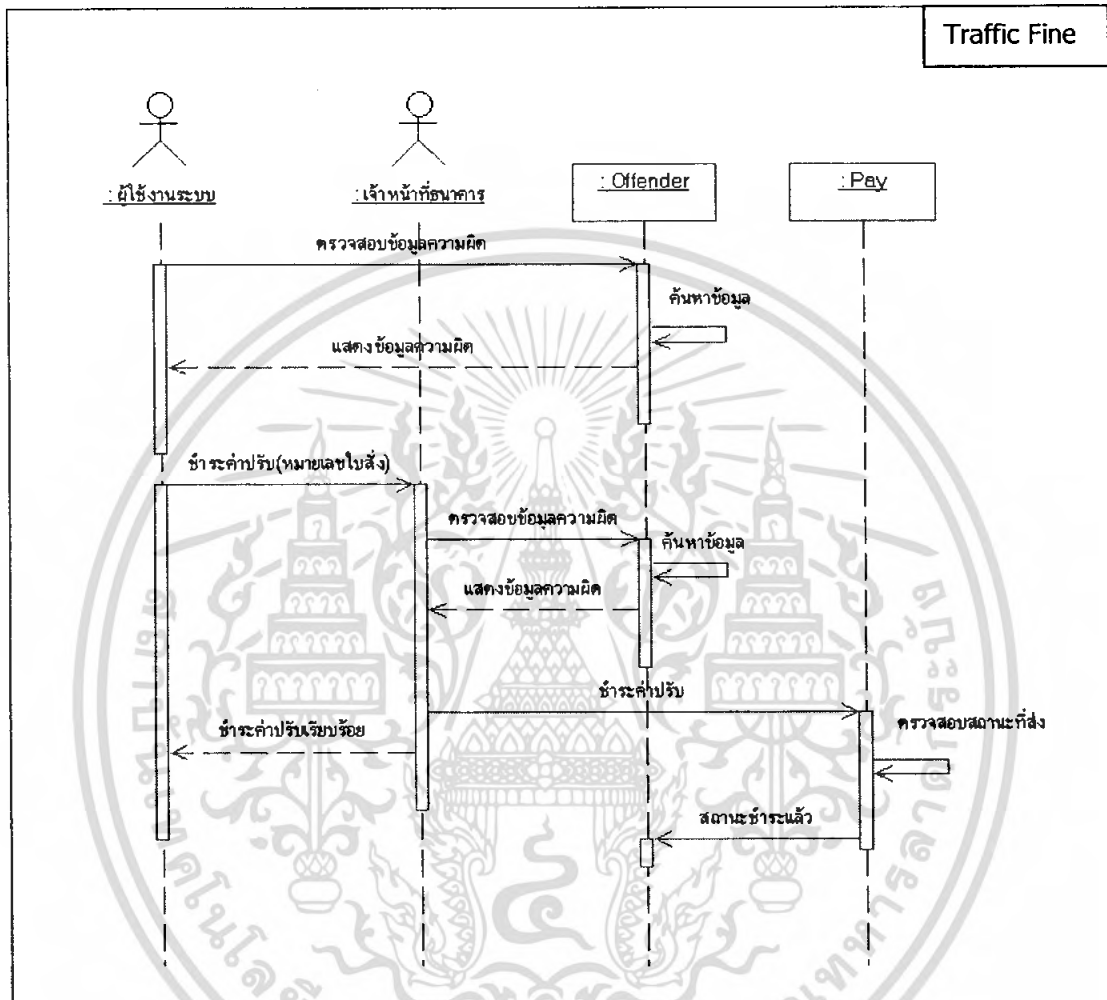 Traffic Fine
: ผู้ใช้งานระบบ
: เจ้าหน้าที่ธนาคาร
: Offender
: Pay
ตรวจสอบข้อมูลความผิด
ค้นหาข้อมูล
แสดงข้อมูลความผิด
ชำระค่าปรับ(หมายเลขใบสั่ง)
ตรวจสอบข้อมูลความผิด
ค้นหาข้อมูล
แสดงข้อมูลความผิด
ชำระค่าปรับ
ตรวจสอบสถานะที่ส่ง
ชำระค่าปรับเรียบร้อย
สถานะชำระแล้ว